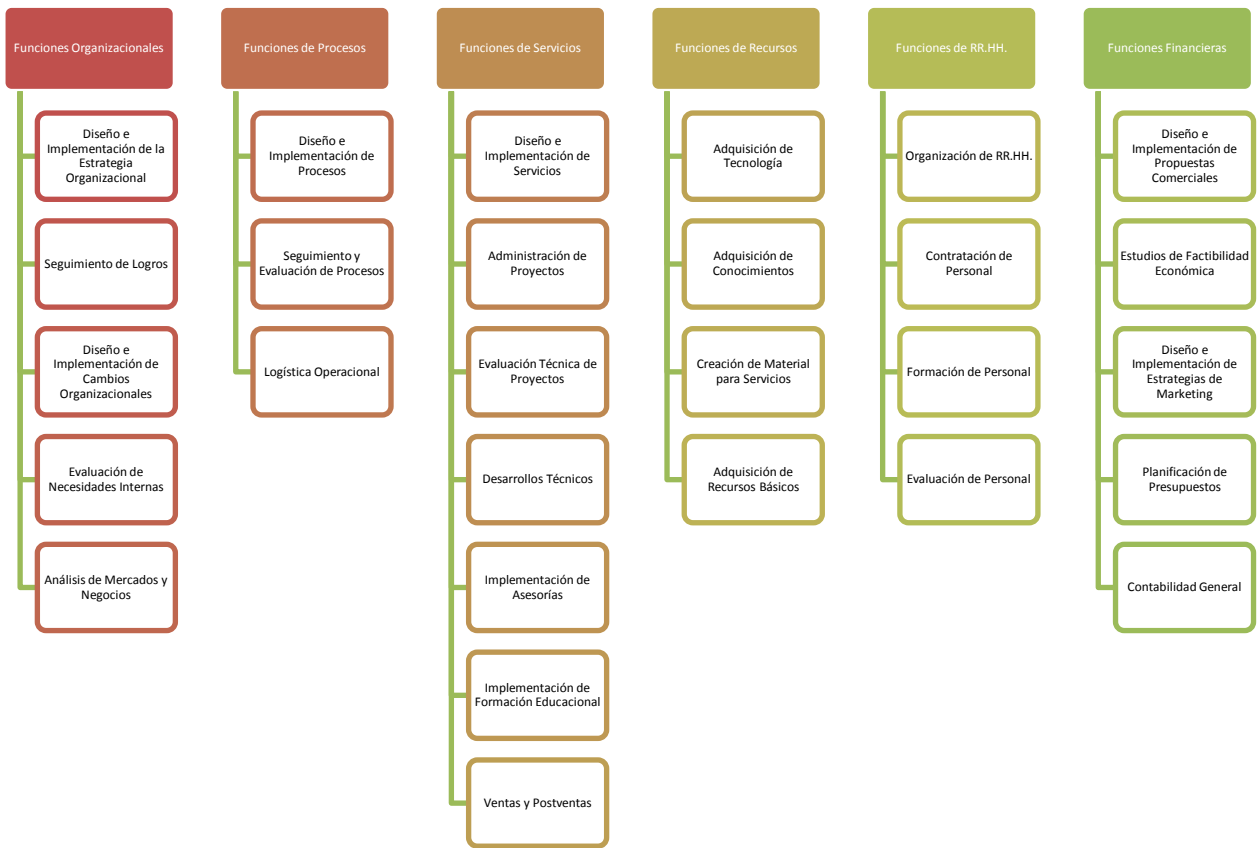 Funciones Organizacionales
Diseño e
Implementación de la
Estrategia
Organizacional
Seguimiento de Logros
Diseño e
Implementación de
Cambios
Organizacionales
Evaluación de
Necesidades Internas
Análisis de Mercados y
Negocios
Funciones de Procesos
Diseño e
Implementación de
Procesos
Seguimiento y
Evaluación de Procesos
Logística Operacional
Funciones de Servicios
Diseño e
Implementación de
Servicios
Administración de
Proyectos
Evaluación Técnica de
Proyectos
Desarrollos Técnicos
Implementación de
Asesorías
Implementación de
Formación Educacional
Ventas y Postventas
Funciones de Recursos
Adquisición de
Tecnología
Adquisición de
Conocimientos
Creación de Material
para Servicios
Adquisición de
Recursos Básicos
Funciones de RR.HH.
Organización de RR.HH.
Contratación de
Personal
Formación de Personal
Evaluación de Personal
Funciones Financieras
Diseño e
Implementación de
Propuestas
Comerciales
Estudios de Factibilidad
Económica
Diseño e
Implementación de
Estrategias de
Marketing
Planificación de
Presupuestos
Contabilidad General